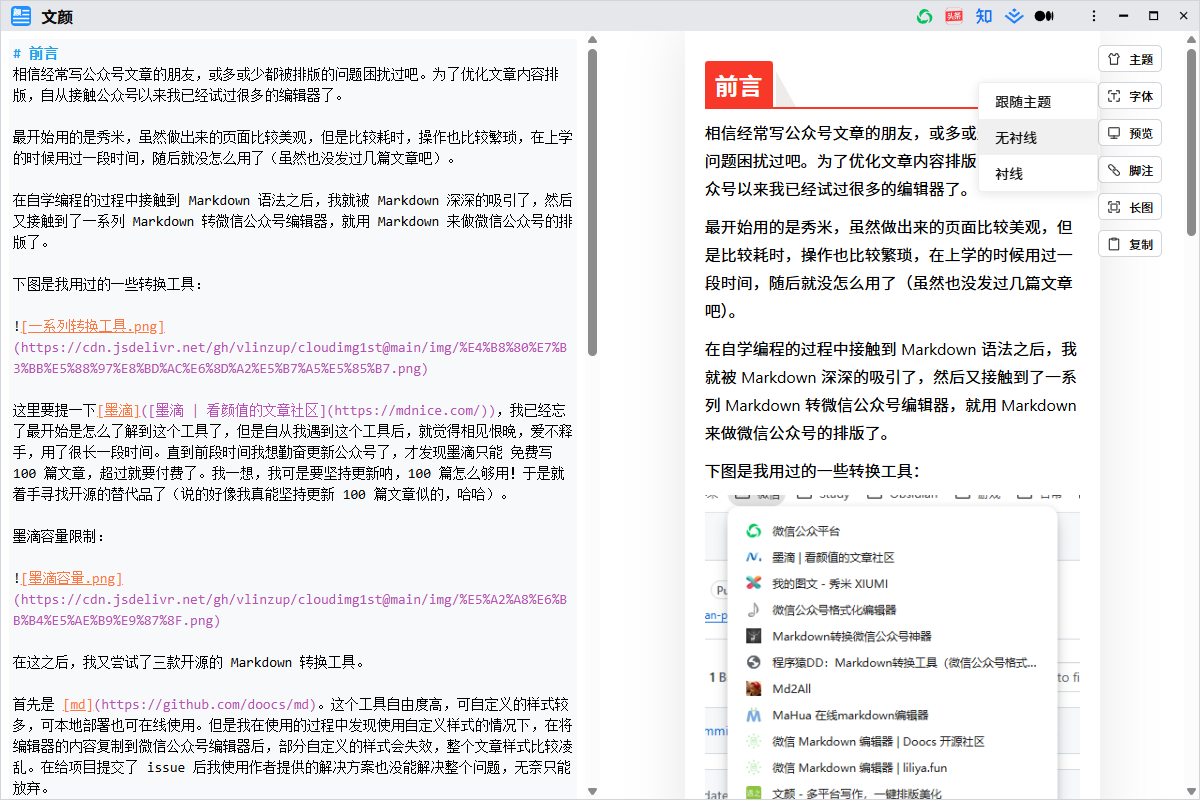 文颜
头条
知
# 前言
相信经常写公众号文章的朋友，或多或少都被排版的问题困扰过吧。为了优化文章内容排
版，自从接触公众号以来我已经试过很多的编辑器了。
最开始用的是秀米，虽然做出来的页面比较美观，但是比较耗时，操作也比较繁琐，在上学
的时候用过一段时间，随后就没怎么用了（虽然也没发过几篇文章吧）。
在自学编程的过程中接触到 Markdown 语法之后，我就被 Markdown 深深的吸引了，然后
又接触到了一系列 Markdown 转微信公众号编辑器，就用 Markdown 来做微信公众号的排
版了。
下图是我用过的一些转换工具：
![一系列转换工具.png]
(https://cdn.jsdelivr.net/gh/vlinzup/cloudimg1st@main/img/%E4%B8%80%E7%B
3%BB%E5%88%97%E8%BD%AC%E6%8D%A2%E5%B7%A5%E5%85%B7.png)
这里要提一下[墨滴]([墨滴 | 看颜值的文章社区](https://mdnice.com/))，我已经忘
了最开始是怎么了解到这个工具了，但是自从我遇到这个工具后，就觉得相见恨晚，爱不释
手，用了很长一段时间。直到前段时间我想勤奋更新公众号了，才发现墨滴只能 免费写
100 篇文章，超过就要付费了。我一想，我可是要坚持更新呐，100 篇怎么够用！于是就
着手寻找开源的替代品了（说的好像我真能坚持更新 100 篇文章似的，哈哈）。
墨滴容量限制：
![墨滴容量.png]
(https://cdn.jsdelivr.net/gh/vlinzup/cloudimg1st@main/img/%E5%A2%A8%E6%B
B%B4%E5%AE%B9%E9%87%8F.png)
在这之后，我又尝试了三款开源的 Markdown 转换工具。
首先是 [md](https://github.com/doocs/md)。这个工具自由度高，可自定义的样式较
多，可本地部署也可在线使用。但是我在使用的过程中发现使用自定义样式的情况下，在将
编辑器的内容复制到微信公众号编辑器后，部分自定义的样式会失效，整个文章样式比较凌
乱。在给项目提交了 issue 后我使用作者提供的解决方案也没能解决整个问题，无奈只能
放弃。
前言
相信经常写公众号文章的朋友，或多或
问题困扰过吧。为了优化文章内容排版
众号以来我已经试过很多的编辑器了。
最开始用的是秀米，虽然做出来的页面比较美观，但
是比较耗时，操作也比较繁琐，在上学的时候用过一
段时间，随后就没怎么用了（虽然也没发过几篇文章
吧）。
在自学编程的过程中接触到 Markdown 语法之后，我
就被 Markdown 深深的吸引了，然后又接触到了一系
列 Markdown 转微信公众号编辑器，就用 Markdown
来做微信公众号的排版了。
下图是我用过的一些转换工具：
微信
Study
Obsidian
游戏
日常
微信公众平台
墨滴 | 看颜值的文章社区
我的图文 - 秀米 XIUMI
微信公众号格式化编辑器
Markdown转换微信公众号神器
程序猿DD：Markdown转换工具（微信公众号格式...
Md2All
MaHua 在线markdown编辑器
微信 Markdown 编辑器 | Doocs 开源社区
微信 Markdown 编辑器 | liliya.fun
文颜 - 多平台写作，一键排版美化
Pu
an-p
1 B
to fi
date
跟随主题
无衬线
衬线
主题
字体
预览
脚注
长图
复制